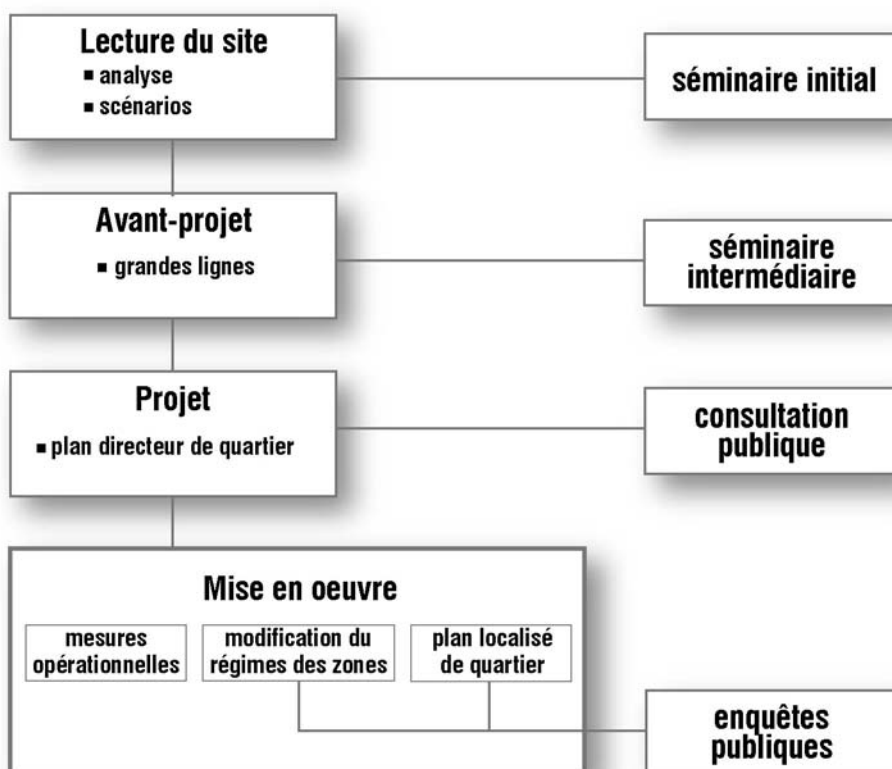 Lecture du site
▪ analyse
▪ scénarios
séminaire initial
Avant-projet
▪ grandes lignes
séminaire
intermédiaire
Projet
▪ plan directeur de quartier
consultation
publique
Mise en oeuvre
mesures
opérationnelles
modification du
régimes des zones
plan localisé
de quartier
enquêtes
publiques